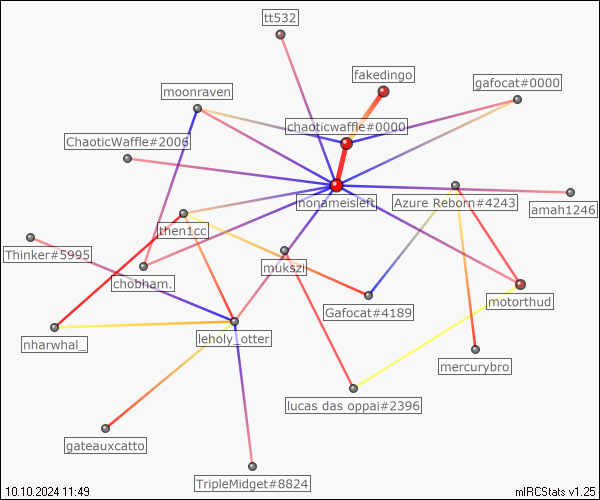 tt532
fakedingo
gafocat#0000
moonraven
chaoticwaffle#0000
ChaoticWaffle#2006
nonameisleft
Azure Reborn#4243
amah1246
then1cc
Thinker#5995
mukszi
chobham.
motorthud
Gafocat#4189
nharwhal_
leholy_otter
mercurybro
lucas das oppai#2396
gateauxcatto
TripleMidget#8824
10.10.2024 11:49
mIRCStats v1.25